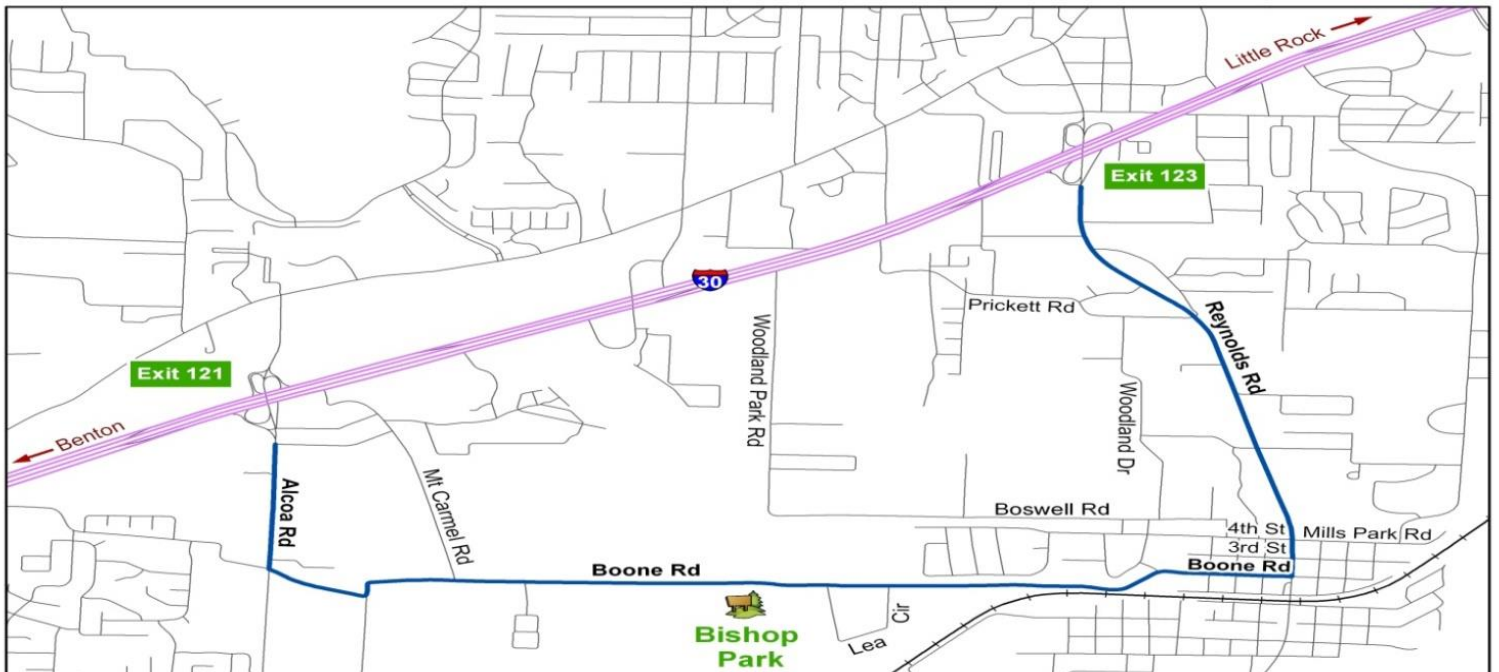 Little Rock
Exit 123
30
Prickett Rd
Reynolds Rd
Woodland Park Rd
Exit 121
Woodland Dr
Benton
Mt Carmel Rd
Alcoa Rd
Boswell Rd
4th St
Mills Park Rd
3rd St
Boone Rd
Boone Rd
Bishop
Park
Lea Cir